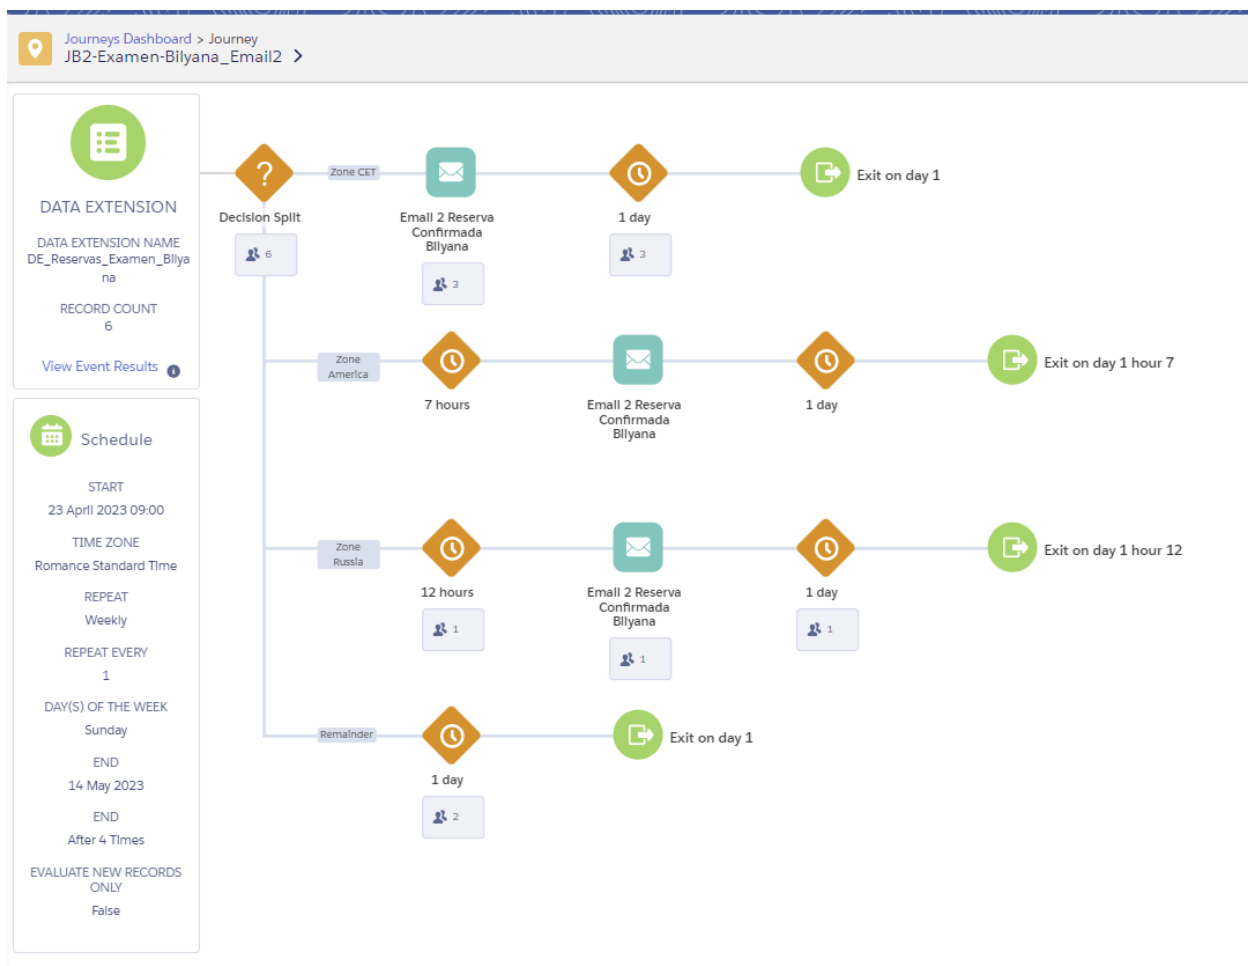 Journeys Dashboard > Journey
JB2-Examen-Bilyana_Email2 >
DATA EXTENSION
DATA EXTENSION NAME
DE_Reservas_Examen_Bilya
na
RECORD COUNT
6
View Event Results
Schedule
START
23 April 2023 09:00
TIME ZONE
Romance Standard Time
REPEAT
Weekly
REPEAT EVERY
1
DAY(S) OF THE WEEK
Sunday
END
14 May 2023
END
After 4 Times
EVALUATE NEW RECORDS
ONLY
False
?
Decision Split
6
Zone CET
Email 2 Reserva
Confirmada
Bilyana
3
1 day
3
Exit on day 1
Zone
America
7 hours
Email 2 Reserva
Confirmada
Bilyana
1 day
Exit on day 1 hour 7
Zone
Russia
12 hours
1
Email 2 Reserva
Confirmada
Bilyana
1
1 day
1
Exit on day 1 hour 12
Remainder
1 day
2
Exit on day 1